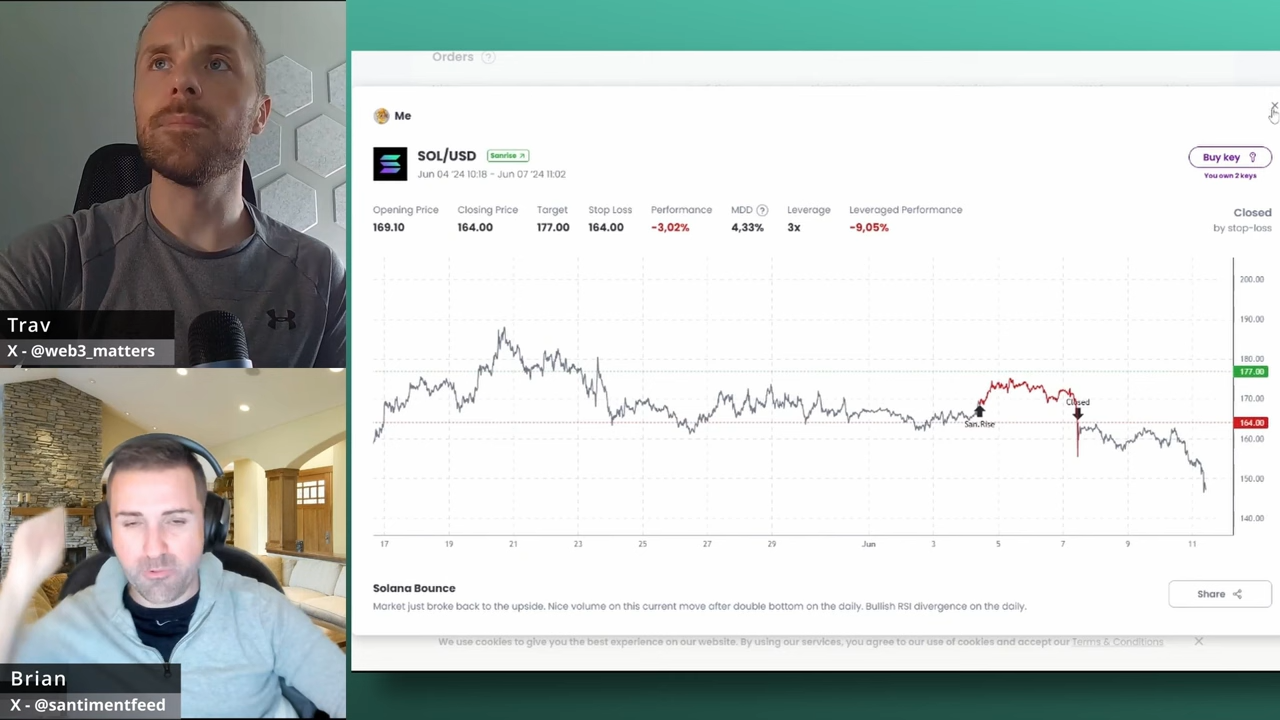 Trav
X - @web3_matters
Brian
X - @santimentfeed
Orders ?
Me
SOL/USD Sanrise
Jun 04 '24 10:18 - Jun 07 '24 11:02
Buy key
You own 2 keys
Opening Price Closing Price Target Stop Loss Performance MDD ? Leverage Leveraged Performance
169.10 164.00 177.00 164.00 -3,02% 4,33% 3x -9,05%
Closed
by stop-loss
200.00
190.00
180.00
177.00
170.00
164.00
160.00
150.00
140.00
Closed
San.Rise
17 19 21 23 25 27 29 Jun 3 5 7 9 11
Solana Bounce
Market just broke back to the upside. Nice volume on this current move after double bottom on the daily. Bullish RSI divergence on the daily.
Share
We use cookies to give you the best experience on our website. By using our services, you agree to our use of cookies and accept our Terms & Conditions